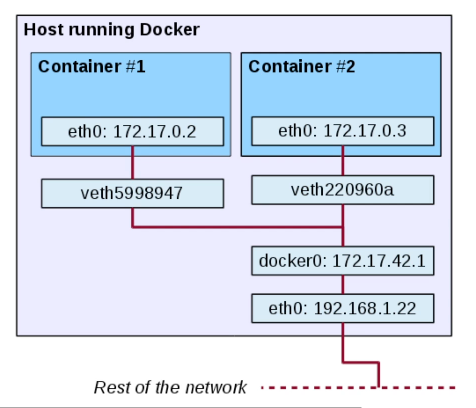 Host running Docker
Container #1
Container #2
eth0: 172.17.0.2
eth0: 172.17.0.3
veth5998947
veth220960a
docker0: 172.17.42.1
eth0: 192.168.1.22
Rest of the network